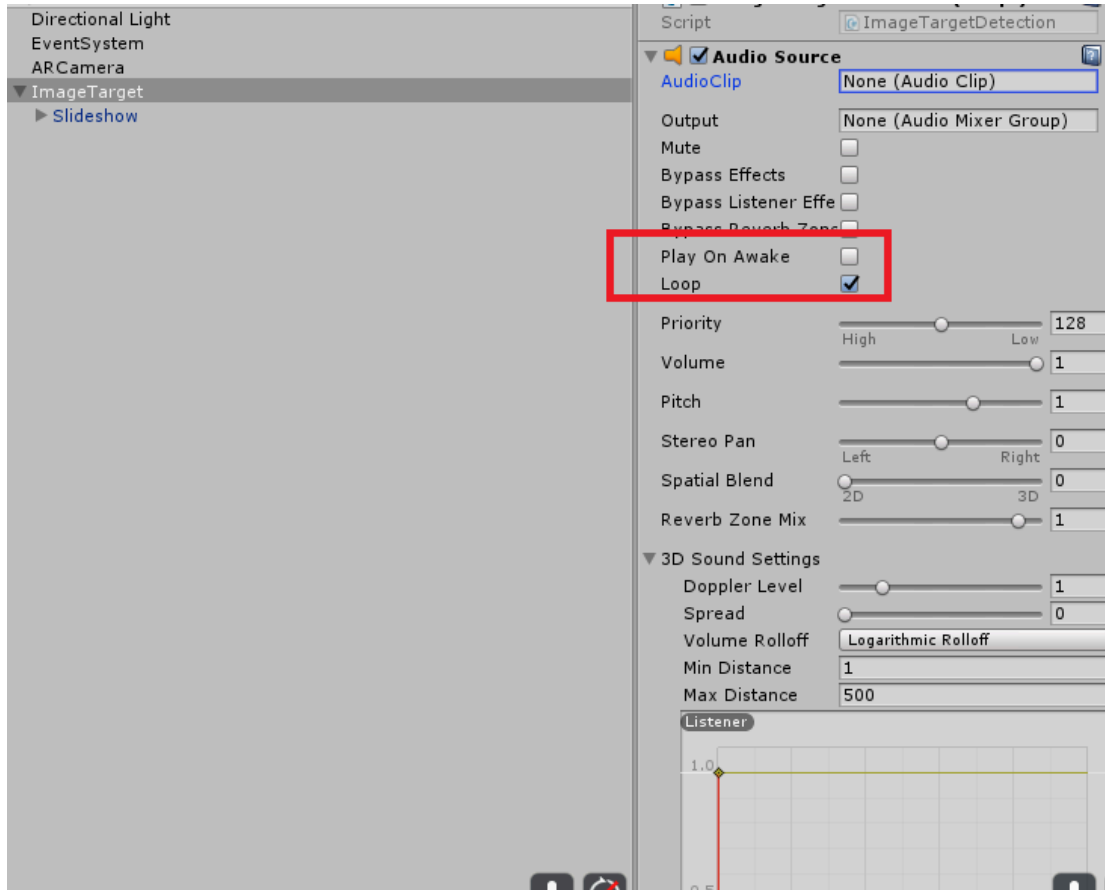 Directional Light
EventSystem
ARCamera
ImageTarget
Slideshow
Script ImageTargetDetection
Audio Source
AudioClip None (Audio Clip)
Output None (Audio Mixer Group)
Mute
Bypass Effects
Bypass Listener Effe
Bypass Reverb Zone
Play On Awake
Loop
Priority 128
High Low
Volume 1
Pitch 1
Stereo Pan 0
Left Right
Spatial Blend 0
2D 3D
Reverb Zone Mix 1
3D Sound Settings
Doppler Level 1
Spread 0
Volume Rolloff Logarithmic Rolloff
Min Distance 1
Max Distance 500
Listener
1.0